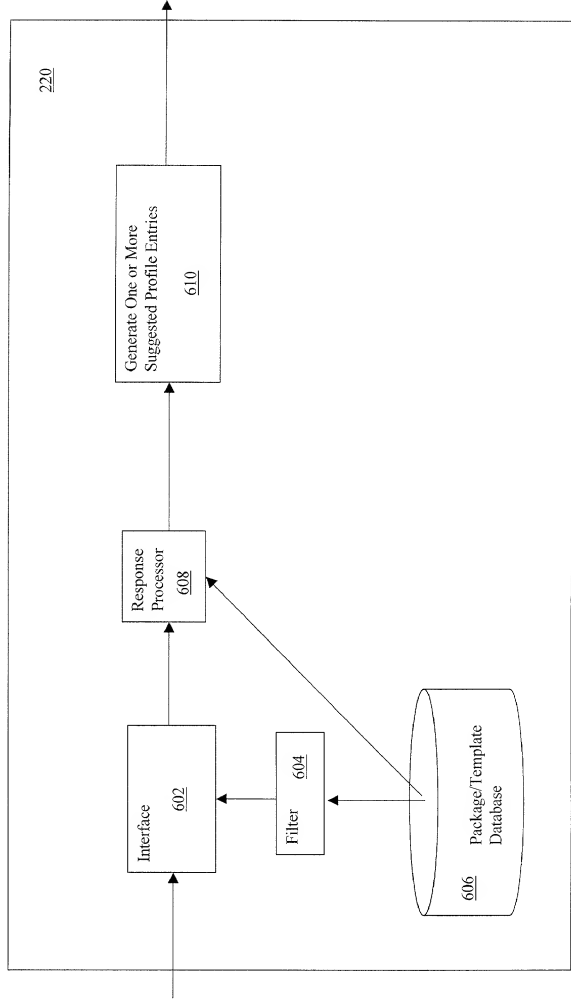 220
Interface
602
Response
Processor
608
Generate One or More
Suggested Profile Entries
610
Filter
604
606
Package/Template
Database